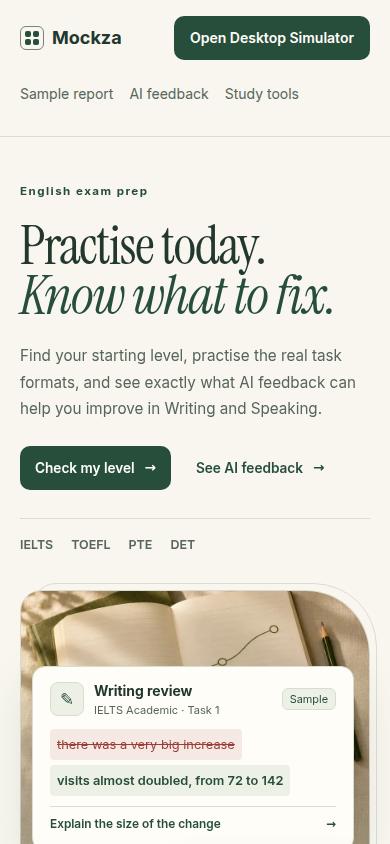 Mockza
Open Desktop Simulator
Sample report AI feedback Study tools
English exam prep
Practise today.
Know what to fix.
Find your starting level, practise the real task
formats, and see exactly what AI feedback can
help you improve in Writing and Speaking.
Check my level →
See AI feedback →
IELTS TOEFL PTE DET
Writing review
IELTS Academic · Task 1
Sample
there was a very big increase
visits almost doubled, from 72 to 142
Explain the size of the change →